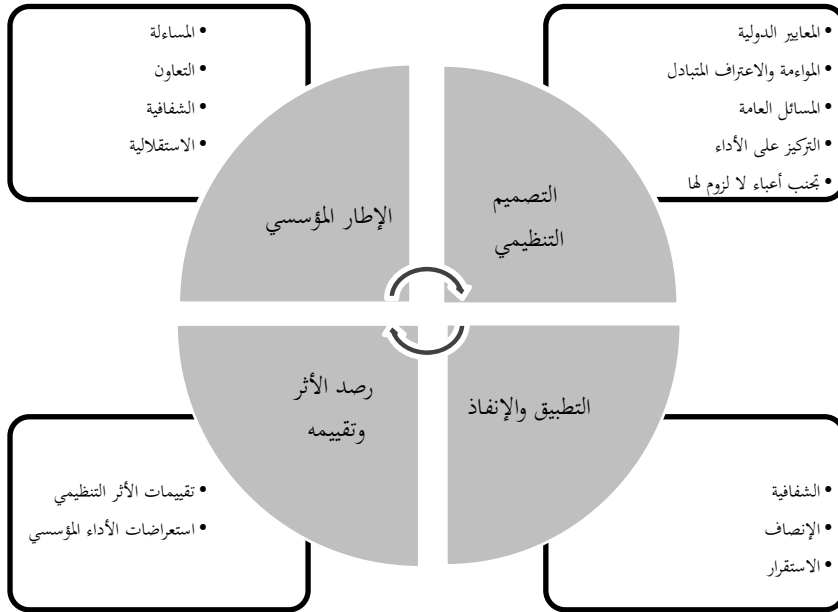 • المعايير الدولية
• المواءمة والاعتراف المتبادل
• المسائل العامة
• التركيز على الأداء
• تجنب أعباء لا لزوم لها
• المساءلة
• التعاون
• الشفافية
• الاستقلالية
التصميم
التنظيمي
الإطار المؤسسي
التطبيق والإنفاذ
رصد الأثر
وتقييمه
• الشفافية
• الإنصاف
• الاستقرار
• تقييمات الأثر التنظيمي
• استعراضات الأداء المؤسسي